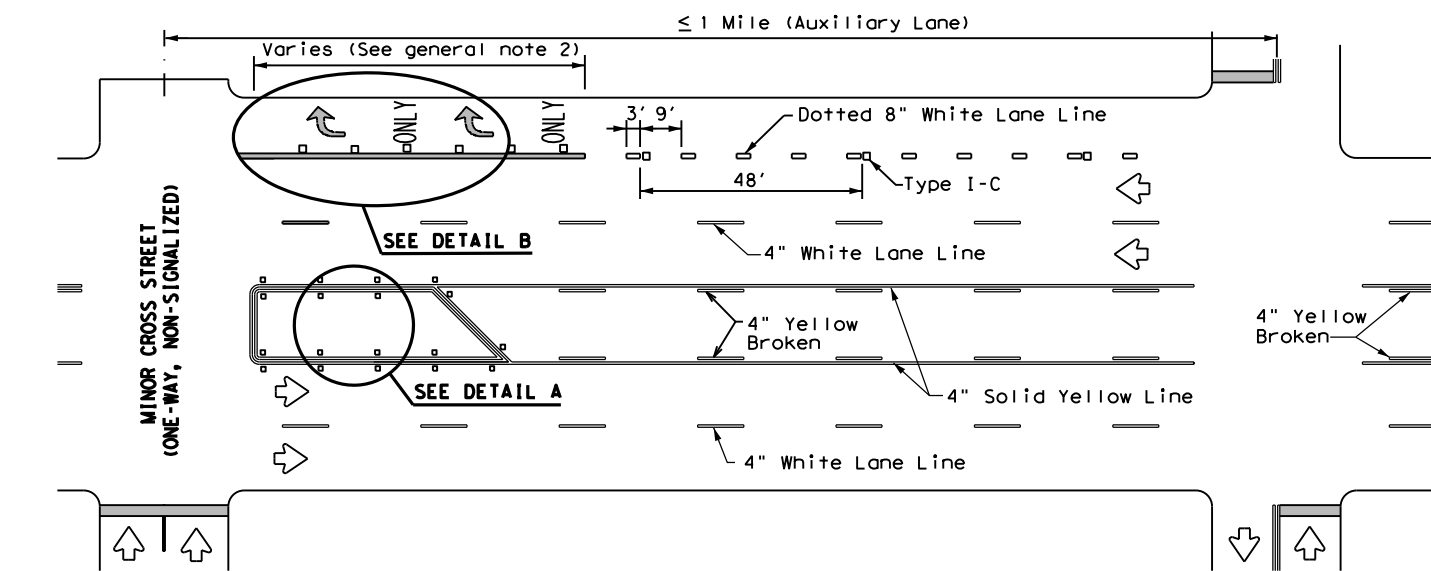 ≤ 1 Mile (Auxiliary Lane)
Varies (See general note 2)
ONLY
ONLY
3' 9'
Dotted 8" White Lane Line
48'
Type I-C
SEE DETAIL B
4" White Lane Line
MINOR CROSS STREET
(ONE-WAY, NON-SIGNALIZED)
4" Yellow
Broken
4" Yellow
Broken
SEE DETAIL A
4" Solid Yellow Line
4" White Lane Line